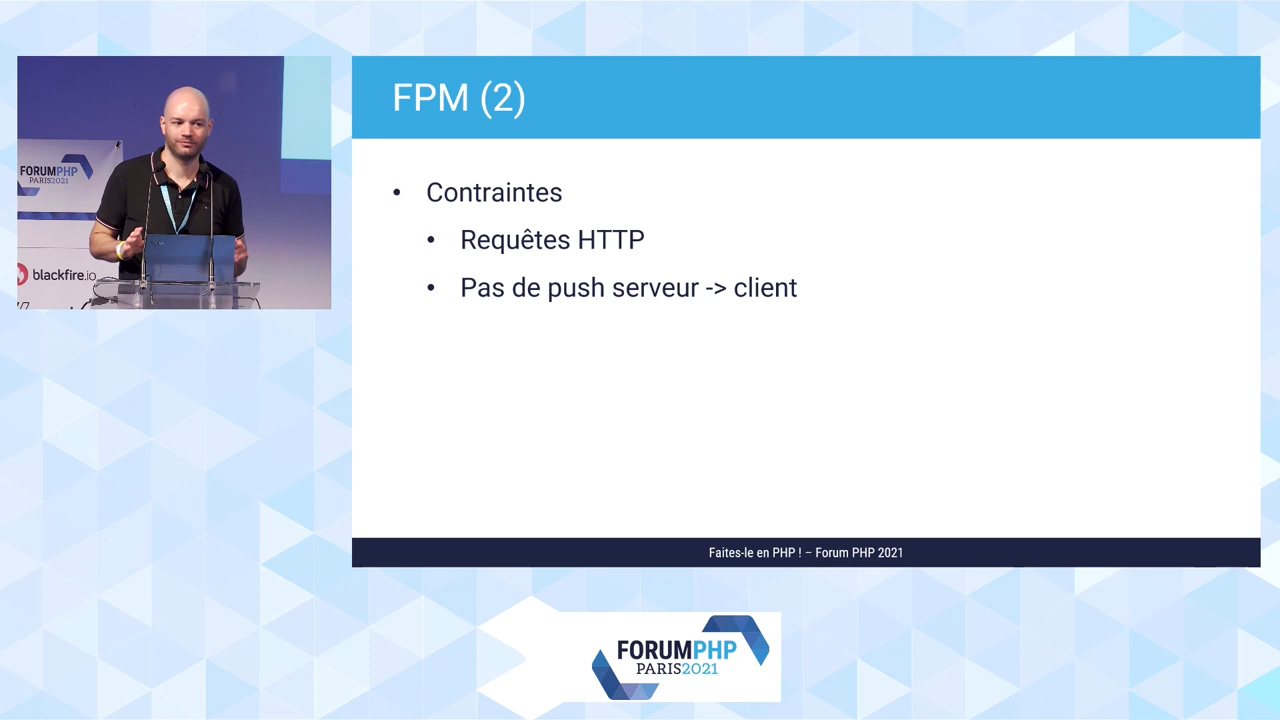 FPM (2)
• Contraintes
• Requêtes HTTP
• Pas de push serveur -> client
Faites-le en PHP ! – Forum PHP 2021
FORUMPHP
PARIS2021
blackfire.io
FORUMPHP
PARIS2021